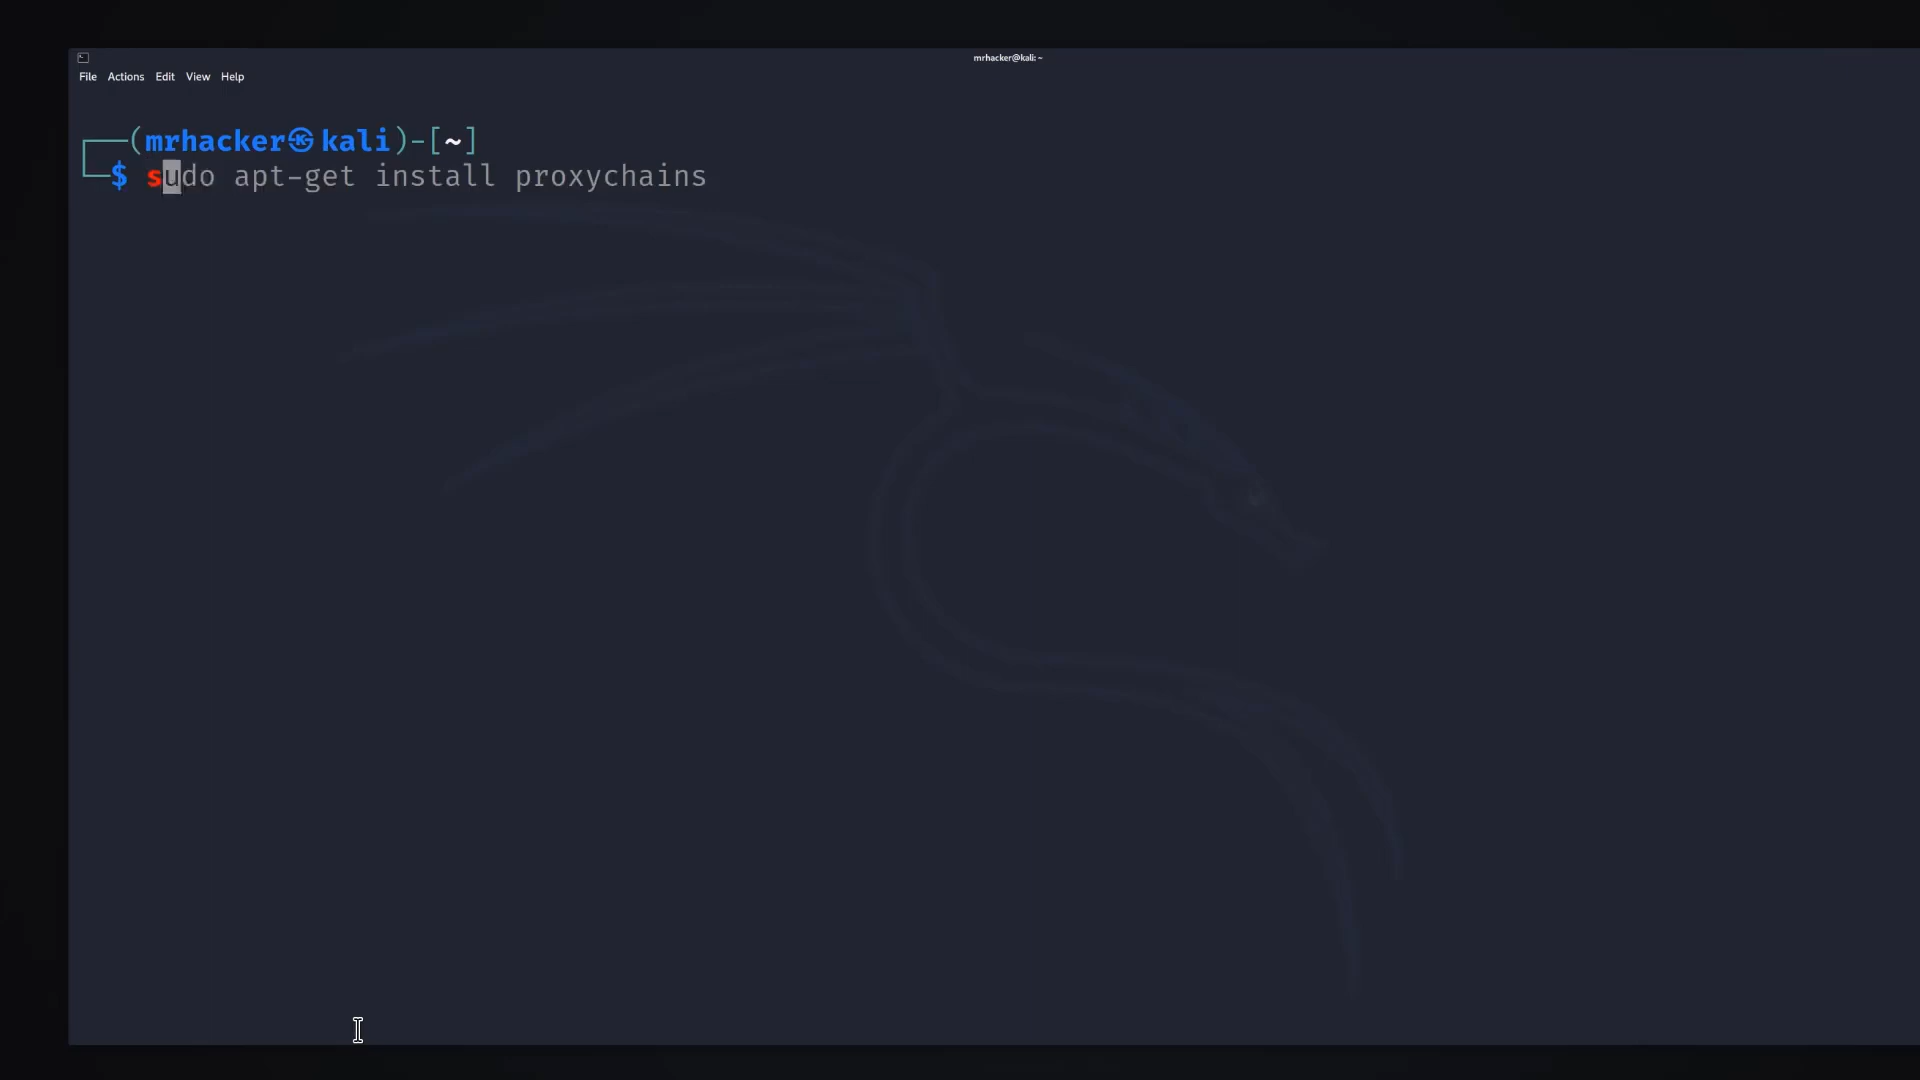 mrhacker@kali: ~
File Actions Edit View Help
┌──(mrhacker㉿kali)-[~]
└─$ sudo apt-get install proxychains